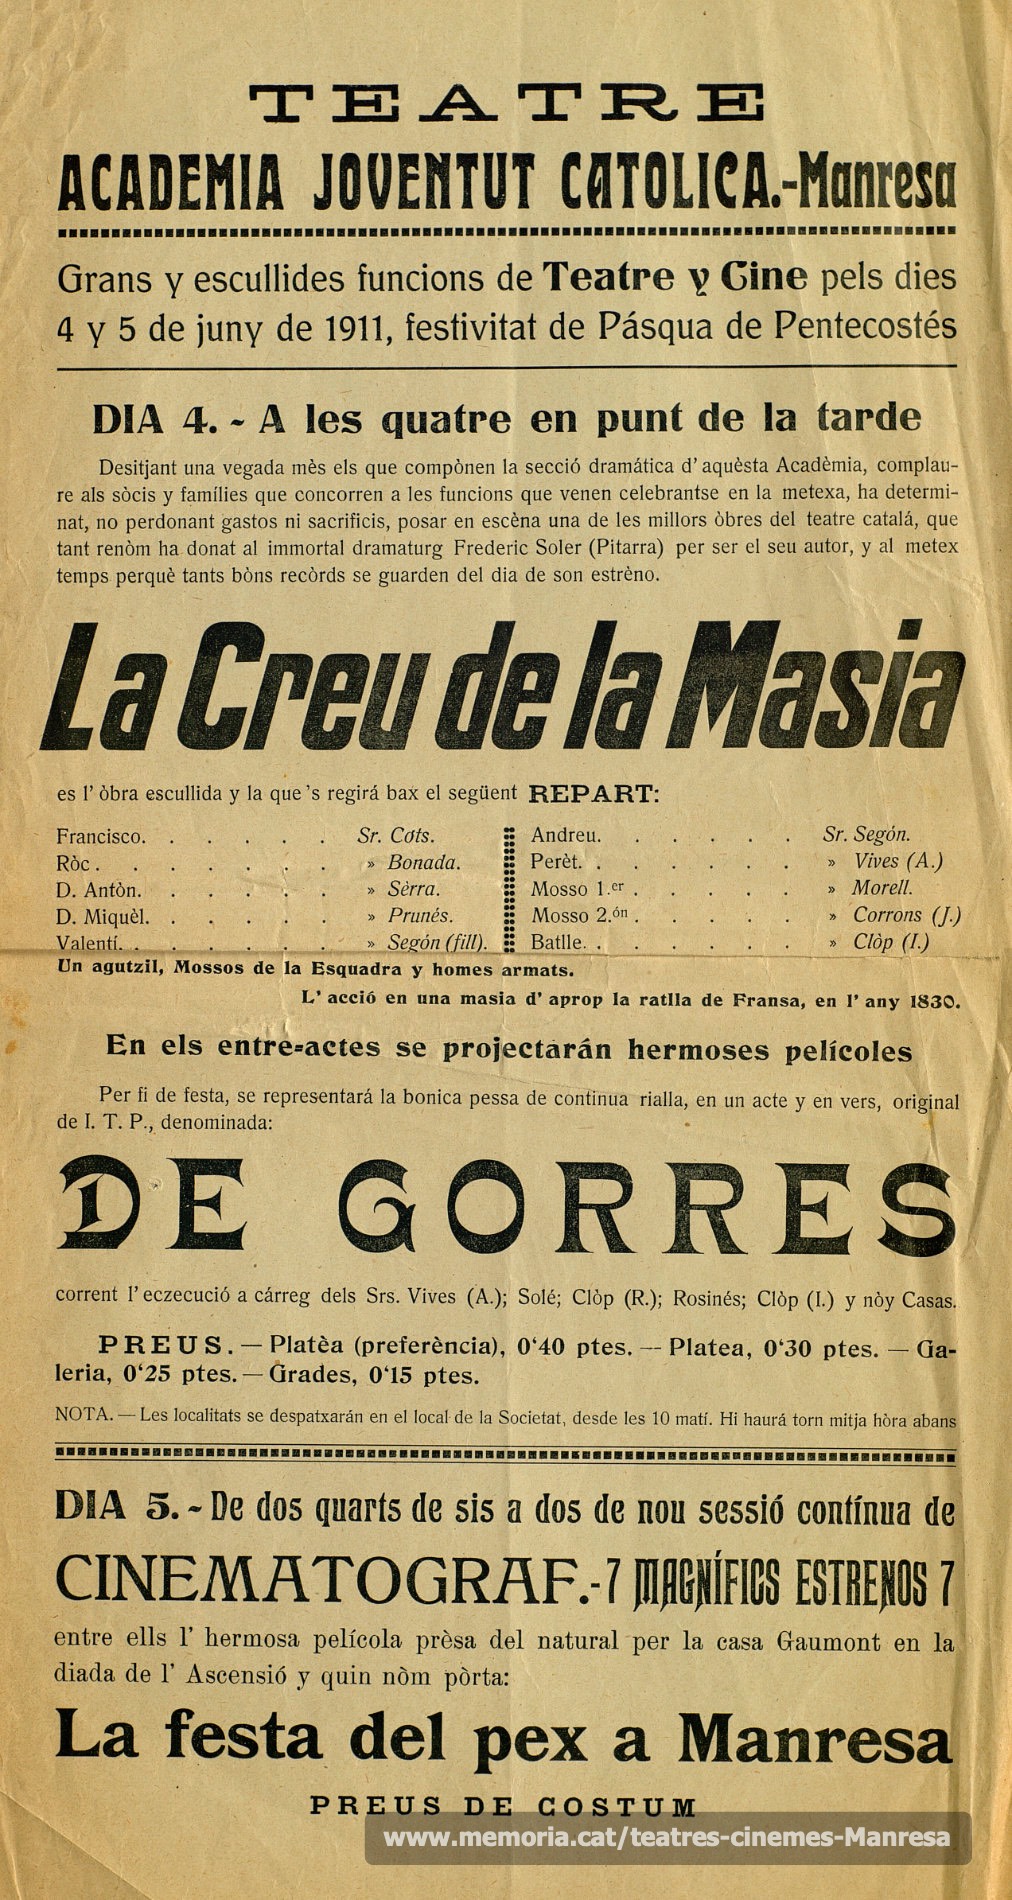 TEATRE
ACADEMIA JOVENTUT CATOLICA.-Manresa
Grans y escullides funcions de Teatre y Cine pels dies
4 y 5 de juny de 1911, festivitat de Pásqua de Pentecostés
DIA 4. - A les quatre en punt de la tarde
Desitjant una vegada mès els que compònen la secció dramática d' aquèsta Acadèmia, complau-
re als sòcis y famílies que concorren a les funcions que venen celebrantse en la metexa, ha determi-
nat, no perdonant gastos ni sacrificis, posar en escèna una de les millors òbres del teatre catalá, que
tant renòm ha donat al immortal dramaturg Frederic Soler (Pitarra) per ser el seu autor, y al metex
temps perquè tants bòns recòrds se guarden del dia de son estrèno.
La Creu de la Masia
es l' òbra escullida y la que 's regirá bax el següent REPART:
Francisco. . . . . . Sr. Cots.
Ròc . . . . . . . » Bonada.
D. Antòn. . . . . . » Sèrra.
D. Miquèl. . . . . . » Prunés.
Valentí. . . . . . . » Segón (fill).
Andreu. . . . . . Sr. Segón.
Perèt. . . . . . . » Vives (A.)
Mosso 1.er . . . . . » Morell.
Mosso 2.ón . . . . . » Corrons (J.)
Batlle. . . . . . . » Clòp (I.)
Un agutzil, Mossos de la Esquadra y homes armats.
L' acció en una masia d' aprop la ratlla de Fransa, en l' any 1830.
En els entre-actes se projectarán hermoses pelícoles
Per fi de festa, se representará la bonica pessa de continua rialla, en un acte y en vers, original
de I. T. P., denominada:
DE GORRES
corrent l' eczecució a cárreg dels Srs. Vives (A.); Solé; Clòp (R.); Rosinés; Clòp (I.) y nòy Casas.
PREUS. — Platèa (preferència), 0'40 ptes. — Platea, 0'30 ptes. — Ga-
leria, 0'25 ptes. — Grades, 0'15 ptes.
NOTA. — Les localitats se despatxarán en el local de la Societat, desde les 10 matí. Hi haurá torn mitja hòra abans
DIA 5. - De dos quarts de sis a dos de nou sessió contínua de
CINEMATOGRAF.-7 MAGNÍFICS ESTRENOS 7
entre ells l' hermosa pelícola prèsa del natural per la casa Gaumont en la
diada de l' Ascensió y quin nòm pòrta:
La festa del pex a Manresa
PREUS DE COSTUM
www.memoria.cat/teatres-cinemes-Manresa